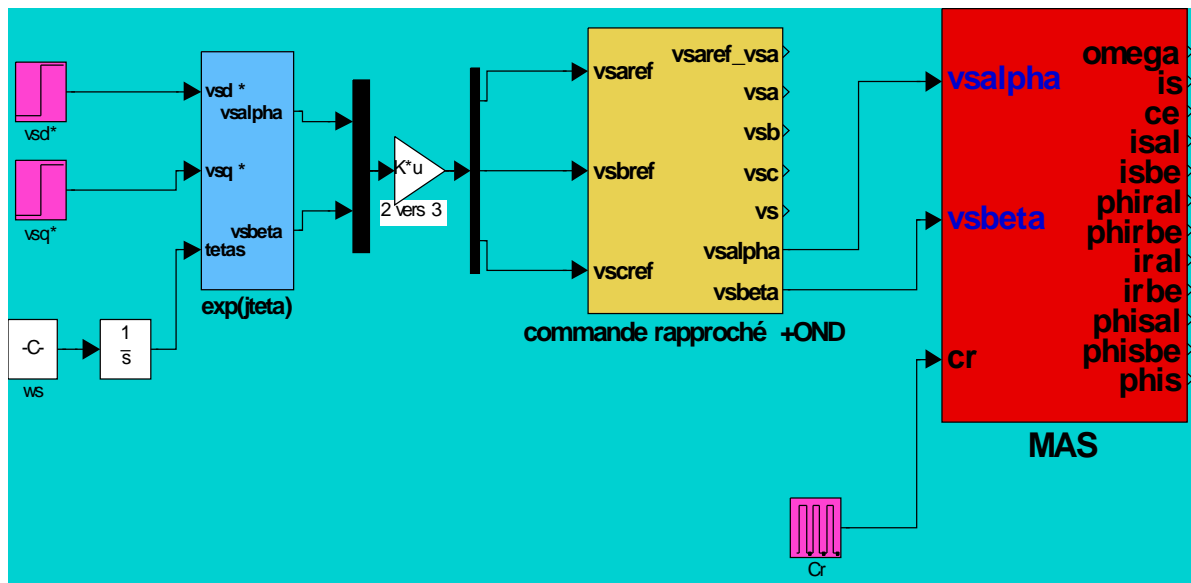 vsd*
vsq*
-C-
ws
1
s
vsd *
vsalpha
vsq *
vsbeta
tetas
exp(jteta)
K*u
2 vers 3
vsaref
vsbref
vscref
vsaref_vsa
vsa
vsb
vsc
vs
vsalpha
vsbeta
commande rapproché +OND
vsalpha
vsbeta
cr
omega
is
ce
isal
isbe
phiral
phirbe
iral
irbe
phisal
phisbe
phis
MAS
Cr